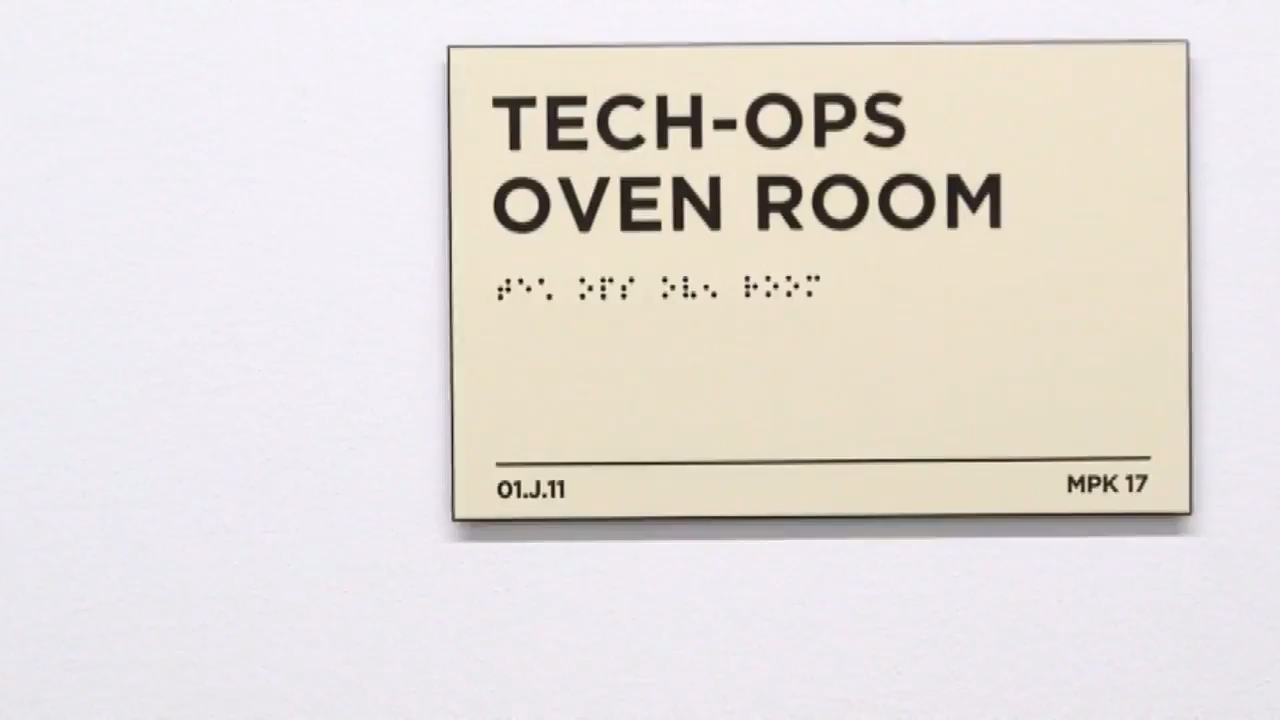 TECH-OPS
OVEN ROOM
⠞⠑⠡ ⠕⠏⠎ ⠕⠧⠢ ⠗⠕⠕⠍
01.J.11
MPK 17